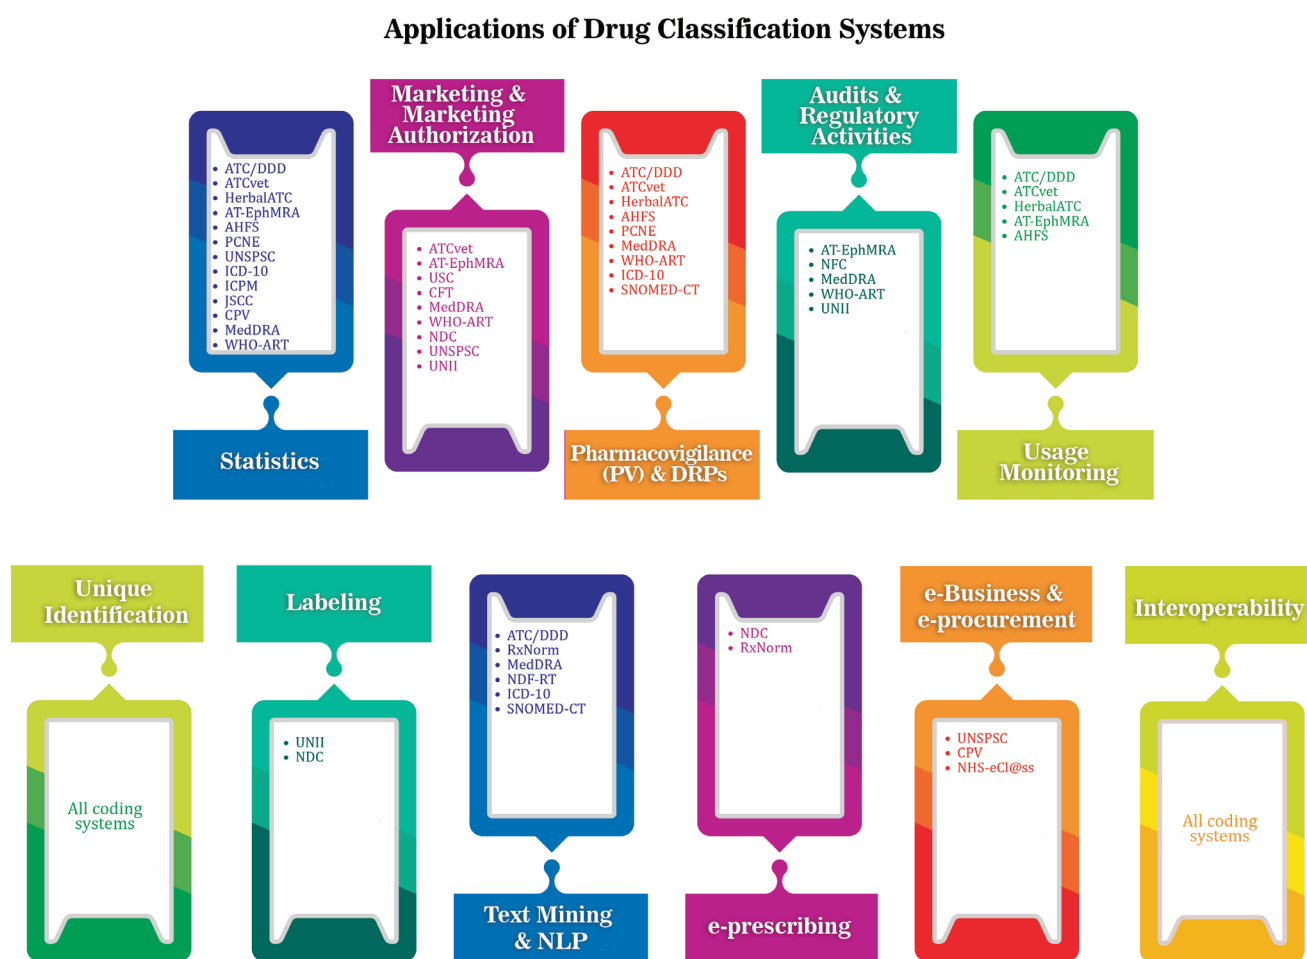 Applications of Drug Classification Systems
• ATC/DDD
• ATCvet
• HerbalATC
• AT-EphMRA
• AHFS
• PCNE
• UNSPSC
• ICD-10
• ICPM
• JSCC
• CPV
• MedDRA
• WHO-ART
Statistics
Marketing &
Marketing
Authorization
• ATCvet
• AT-EphMRA
• USC
• CFT
• MedDRA
• WHO-ART
• NDC
• UNSPSC
• UNII
• ATC/DDD
• ATCvet
• HerbalATC
• AHFS
• PCNE
• MedDRA
• WHO-ART
• ICD-10
• SNOMED-CT
Pharmacovigilance
(PV) & DRPs
Audits &
Regulatory
Activities
• AT-EphMRA
• NFC
• MedDRA
• WHO-ART
• UNII
• ATC/DDD
• ATCvet
• HerbalATC
• AT-EphMRA
• AHFS
Usage
Monitoring
Unique
Identification
All coding
systems
Labeling
• UNII
• NDC
• ATC/DDD
• RxNorm
• MedDRA
• NDF-RT
• ICD-10
• SNOMED-CT
Text Mining
& NLP
• NDC
• RxNorm
e-prescribing
e-Business &
e-procurement
• UNSPSC
• CPV
• NHS-eCl@ss
Interoperability
All coding
systems